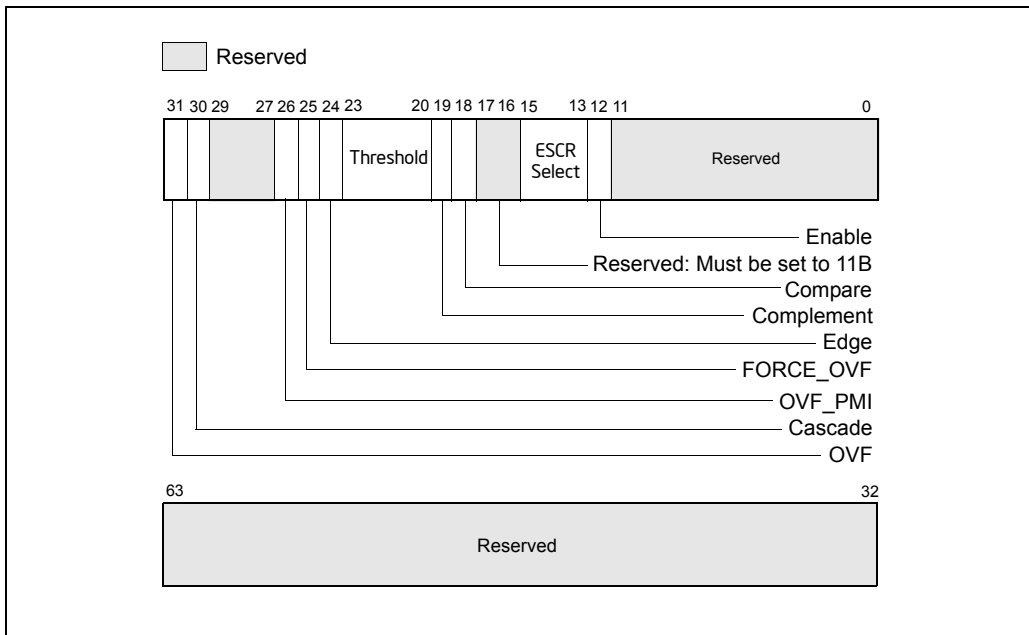 Reserved
31 30 29 27 26 25 24 23 20 19 18 17 16 15 13 12 11 0
Threshold
ESCR
Select
Reserved
Enable
Reserved: Must be set to 11B
Compare
Complement
Edge
FORCE_OVF
OVF_PMI
Cascade
OVF
63 32
Reserved